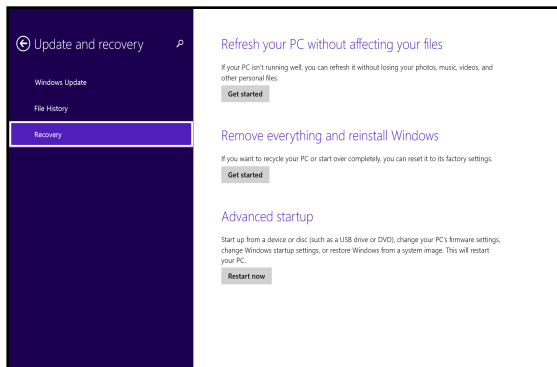 Update and recovery
Windows Update
File History
Recovery
Refresh your PC without affecting your files
If your PC isn't running well, you can refresh it without losing your photos, music, videos, and
other personal files.
Get started
Remove everything and reinstall Windows
If you want to recycle your PC or start over completely, you can reset it to its factory settings.
Get started
Advanced startup
Start up from a device or disc (such as a USB drive or DVD), change your PC's firmware settings,
change Windows startup settings, or restore Windows from a system image. This will restart
your PC.
Restart now